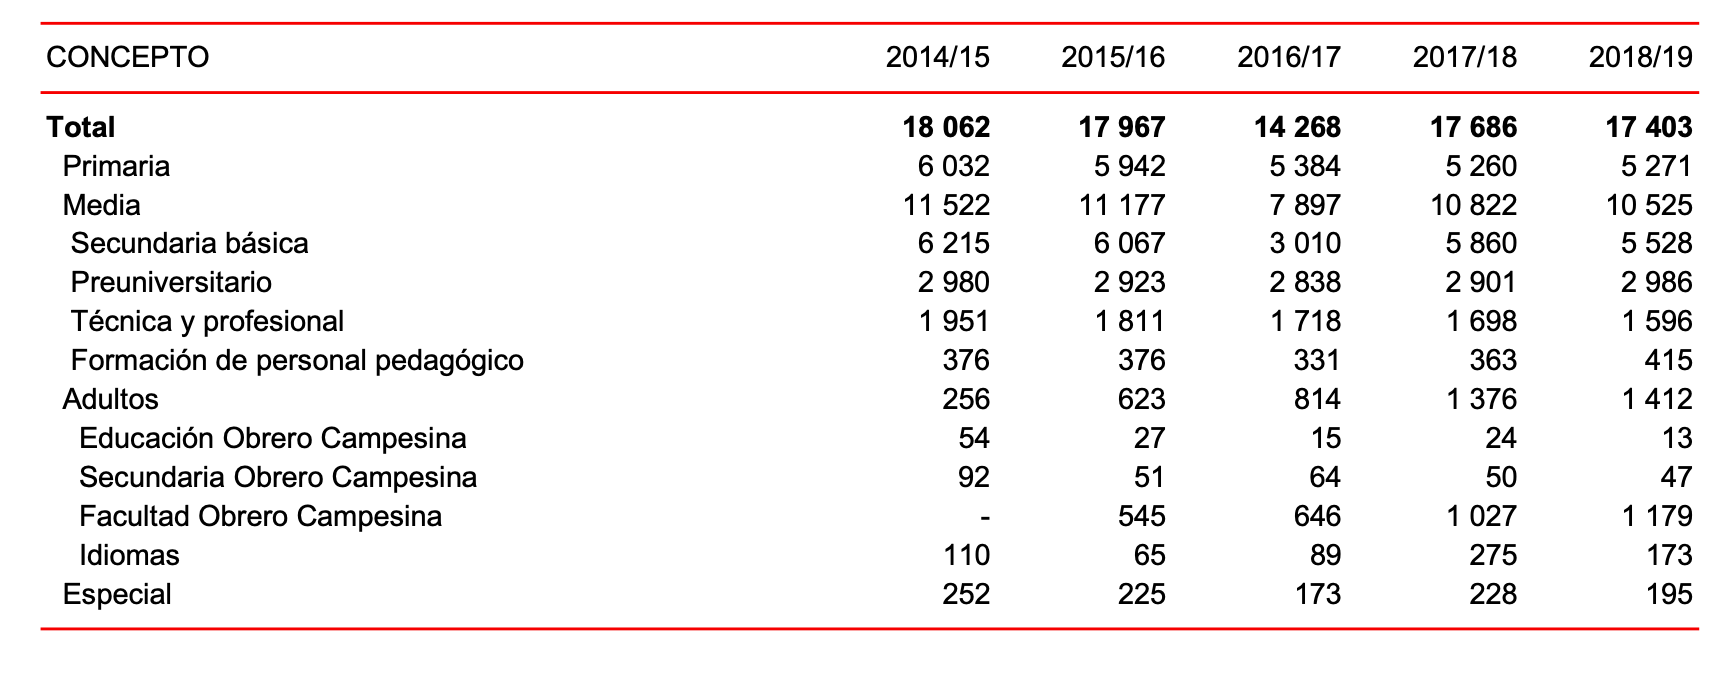 CONCEPTO 2014/15 2015/16 2016/17 2017/18 2018/19
Total 18 062 17 967 14 268 17 686 17 403
Primaria 6 032 5 942 5 384 5 260 5 271
Media 11 522 11 177 7 897 10 822 10 525
Secundaria básica 6 215 6 067 3 010 5 860 5 528
Preuniversitario 2 980 2 923 2 838 2 901 2 986
Técnica y profesional 1 951 1 811 1 718 1 698 1 596
Formación de personal pedagógico 376 376 331 363 415
Adultos 256 623 814 1 376 1 412
Educación Obrero Campesina 54 27 15 24 13
Secundaria Obrero Campesina 92 51 64 50 47
Facultad Obrero Campesina - 545 646 1 027 1 179
Idiomas 110 65 89 275 173
Especial 252 225 173 228 195